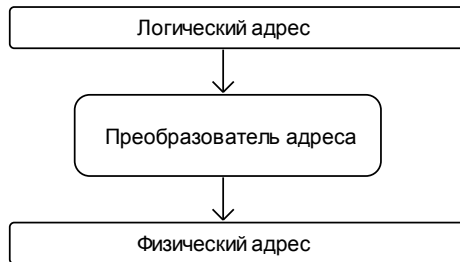 Логический адрес
Преобразователь адреса
Физический адрес